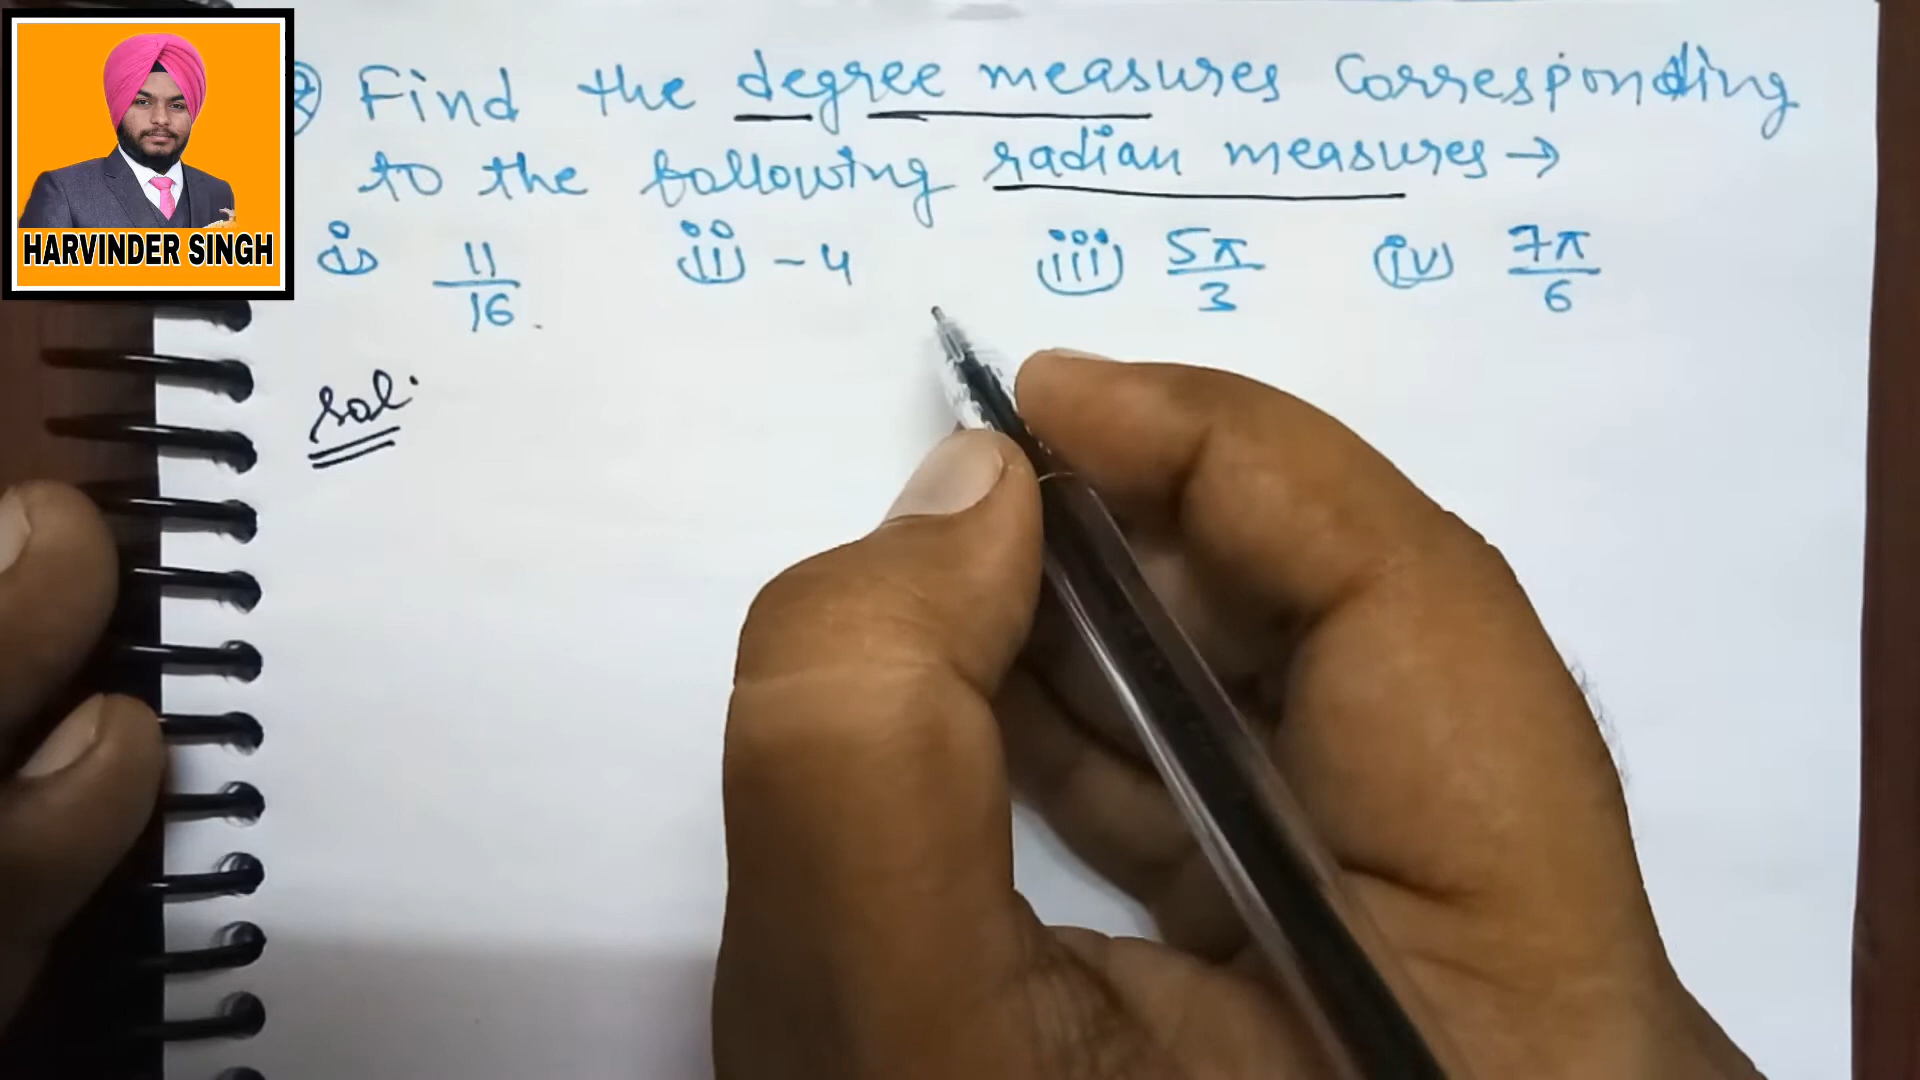 HARVINDER SINGH
Find the degree measures Corresponding
to the following radian measures →
(i) 11/16 (ii) -4 (iii) 5π/3 (iv) 7π/6
Sol.